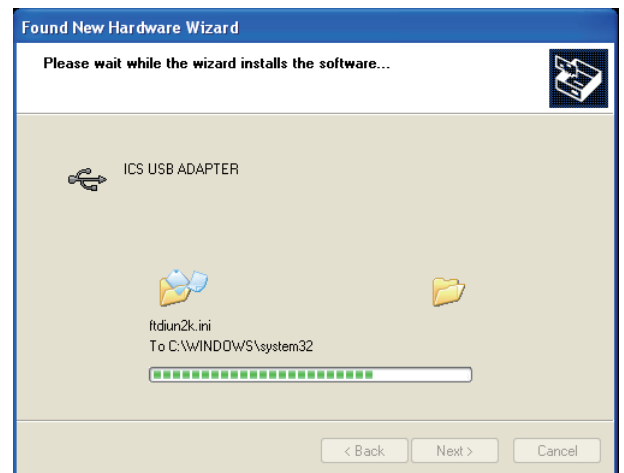 Found New Hardware Wizard
Please wait while the wizard installs the software...
ICS USB ADAPTER
ftdiun2k.ini
To C:\WINDOWS\system32
< Back Next > Cancel